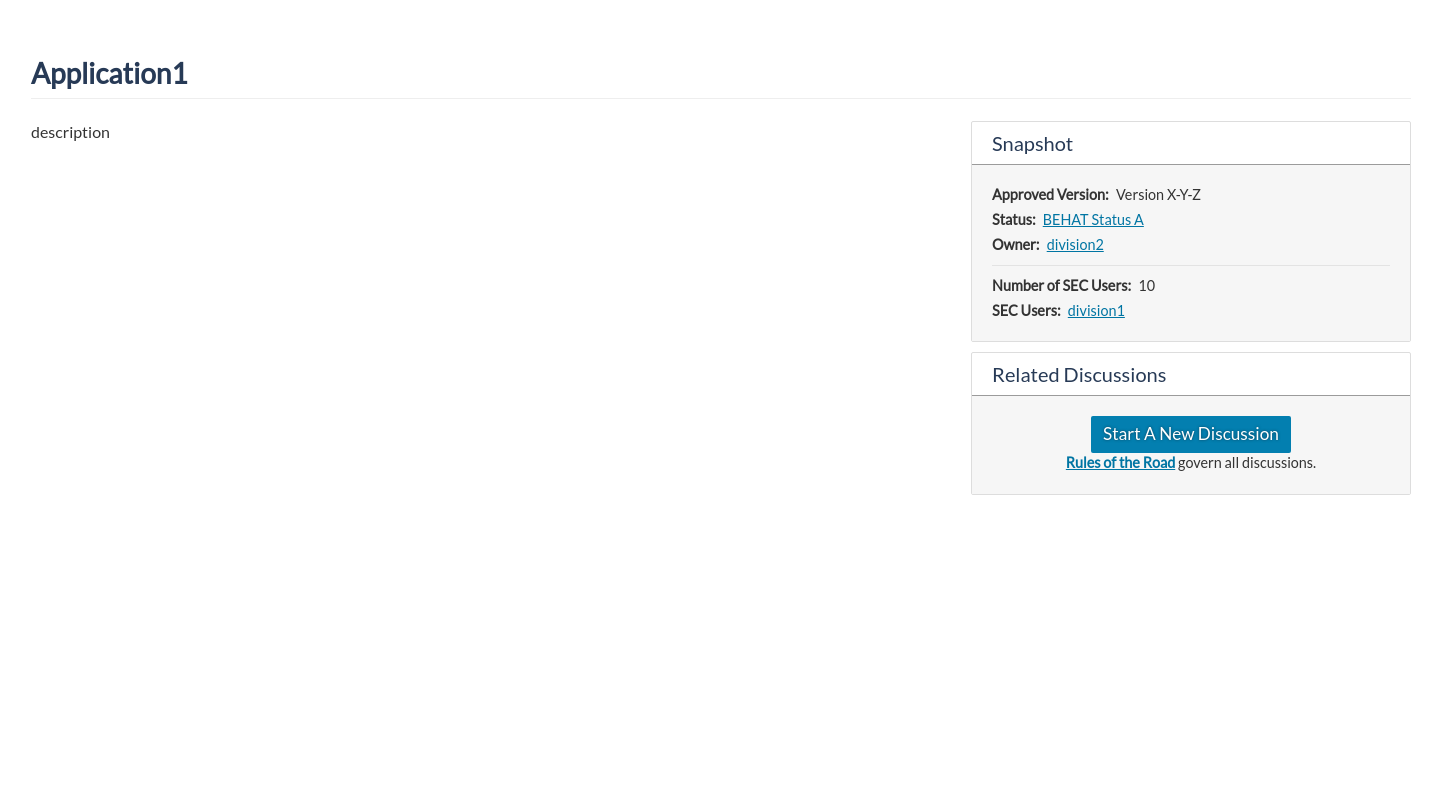 Application1
description
Snapshot
Approved Version: Version X-Y-Z
Status: BEHAT Status A
Owner: division2
Number of SEC Users: 10
SEC Users: division1
Related Discussions
Start A New Discussion
Rules of the Road govern all discussions.